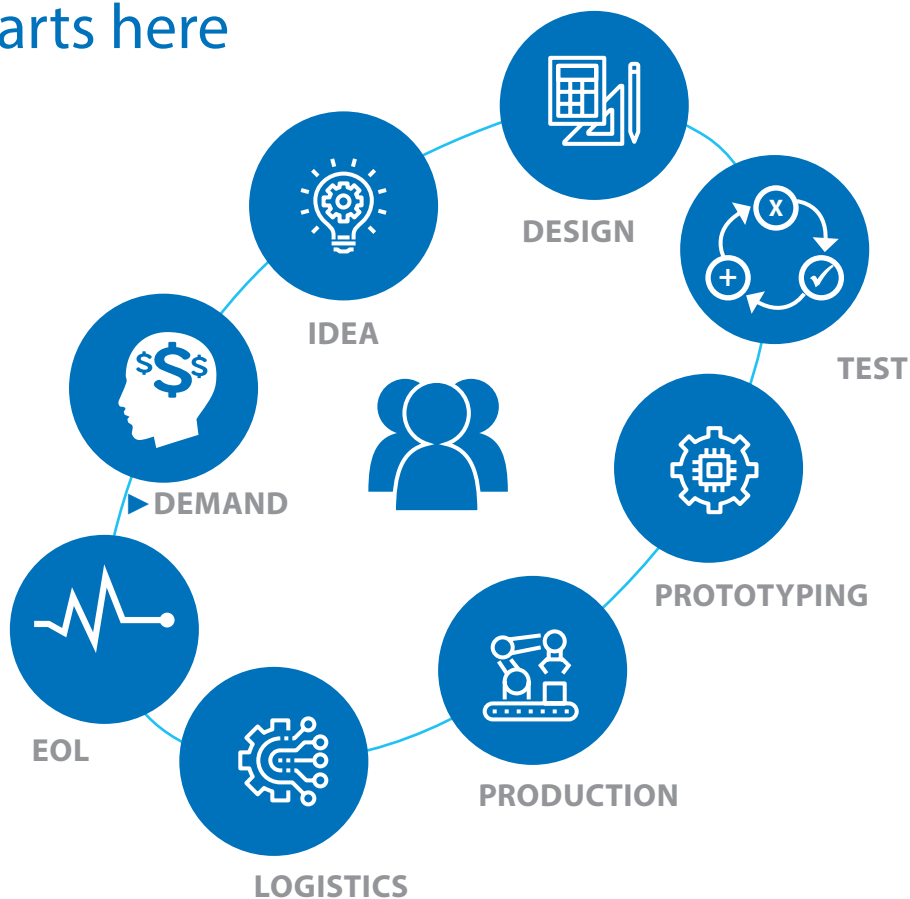 arts here
DESIGN
X
+
TEST
IDEA
$ $ $
DEMAND
PROTOTYPING
EOL
PRODUCTION
LOGISTICS